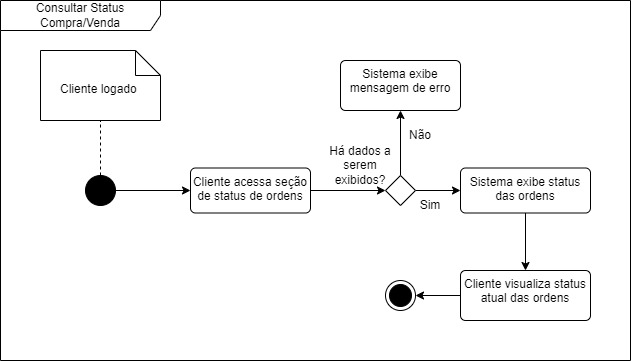 Consultar Status
Compra/Venda
Cliente logado
Sistema exibe
mensagem de erro
Não
Há dados a
serem
exibidos?
Cliente acessa seção
de status de ordens
Sim
Sistema exibe status
das ordens
Cliente visualiza status
atual das ordens